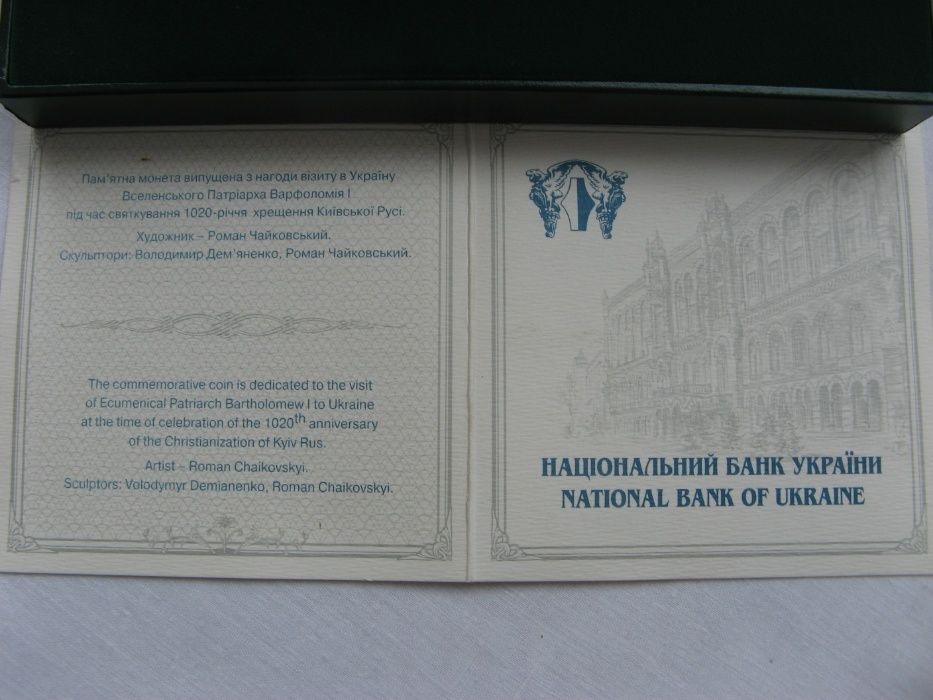 Пам'ятна монета випущена з нагоди візиту в Україну
Вселенського Патріарха Варфоломія I
під час святкування 1020-річчя хрещення Київської Русі.
Художник – Роман Чайковський.
Скульптори: Володимир Дем'яненко, Роман Чайковський.
The commemorative coin is dedicated to the visit
of Ecumenical Patriarch Bartholomew I to Ukraine
at the time of celebration of the 1020th anniversary
of the Christianization of Kyiv Rus.
Artist – Roman Chaikovskyi.
Sculptors: Volodymyr Demianenko, Roman Chaikovskyi.
НАЦІОНАЛЬНИЙ БАНК УКРАЇНИ
NATIONAL BANK OF UKRAINE